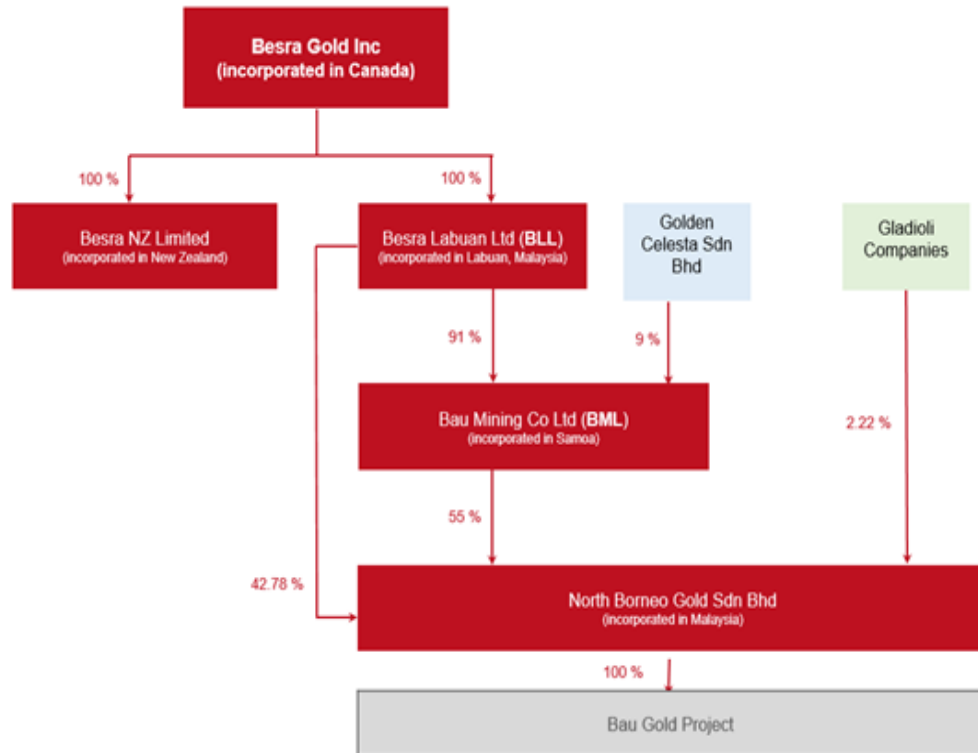 Besra Gold Inc
(incorporated in Canada)
100 %
100 %
Besra NZ Limited
(incorporated in New Zealand)
Besra Labuan Ltd (BLL)
(incorporated in Labuan, Malaysia)
Golden
Celesta Sdn
Bhd
Gladioli
Companies
91 %
9 %
Bau Mining Co Ltd (BML)
(incorporated in Samoa)
2.22 %
55 %
42.78 %
North Borneo Gold Sdn Bhd
(incorporated in Malaysia)
100 %
Bau Gold Project